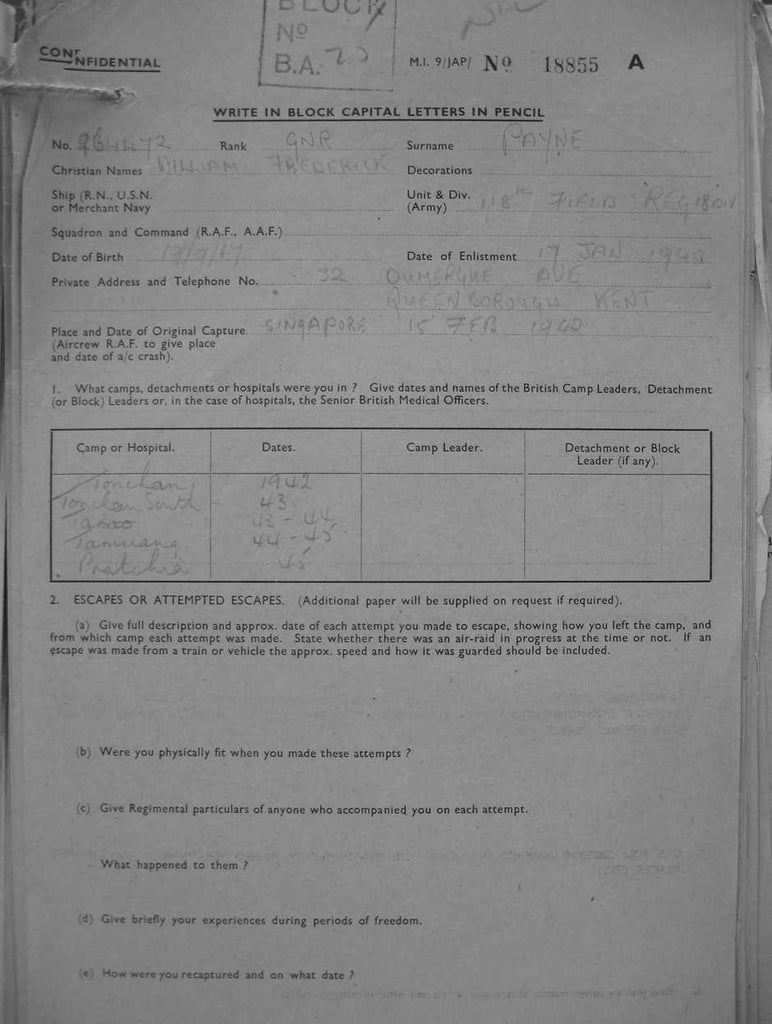 BLOCK
No
B.A.
CONFIDENTIAL
M.I. 9/JAP/ No 18855 A
WRITE IN BLOCK CAPITAL LETTERS IN PENCIL
No. Rank GNR Surname PAYNE
Christian Names WILLIAM FREDERICK Decorations
Ship (R.N., U.S.N. Unit & Div. 118TH FIELD REG 18 DIV
or Merchant Navy (Army)
Squadron and Command (R.A.F., A.A.F.)
Date of Birth Date of Enlistment 17 JAN 1940
Private Address and Telephone No. 32 DUMERGUE AVE
QUEENBOROUGH KENT
Place and Date of Original Capture SINGAPORE 15 FEB 1942
(Aircrew R.A.F. to give place
and date of a/c crash).
1. What camps, detachments or hospitals were you in ? Give dates and names of the British Camp Leaders, Detachment
(or Block) Leaders or, in the case of hospitals, the Senior British Medical Officers.
Camp or Hospital. Dates. Camp Leader. Detachment or Block
Leader (if any).
Tonchan 1942
Tonchan South 43
43 - 44
Tamuang 44 - 45
Pratchia 45
2. ESCAPES OR ATTEMPTED ESCAPES. (Additional paper will be supplied on request if required).
(a) Give full description and approx. date of each attempt you made to escape, showing how you left the camp, and
from which camp each attempt was made. State whether there was an air-raid in progress at the time or not. If an
escape was made from a train or vehicle the approx. speed and how it was guarded should be included.
(b) Were you physically fit when you made these attempts ?
(c) Give Regimental particulars of anyone who accompanied you on each attempt.
What happened to them ?
(d) Give briefly your experiences during periods of freedom.
(e) How were you recaptured and on what date ?